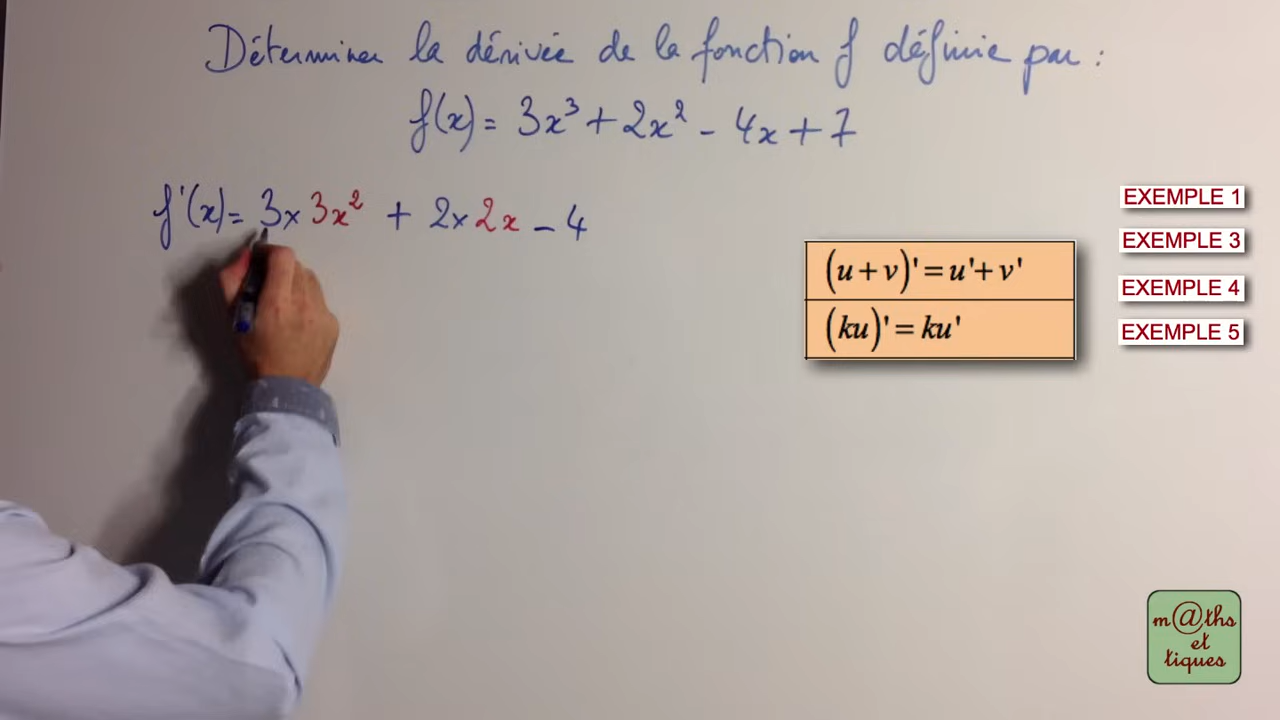 Déterminer la dérivée de la fonction f définie par :
f(x) = 3x³ + 2x² - 4x + 7
f'(x) = 3 × 3x² + 2 × 2x - 4
EXEMPLE 1
EXEMPLE 3
EXEMPLE 4
EXEMPLE 5
(u + v)' = u' + v'
(ku)' = ku'
m@ths
et
tiques